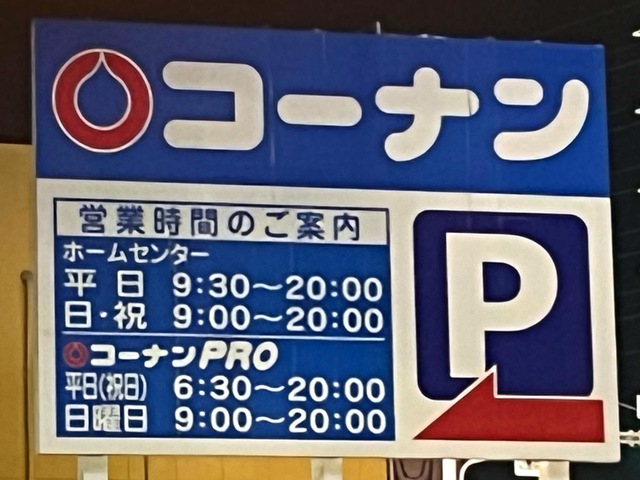 コーナン
営業時間のご案内
ホームセンター
平日 9:30〜20:00
日・祝 9:00〜20:00
コーナンPRO
平日(祝日) 6:30〜20:00
日曜日 9:00〜20:00
P